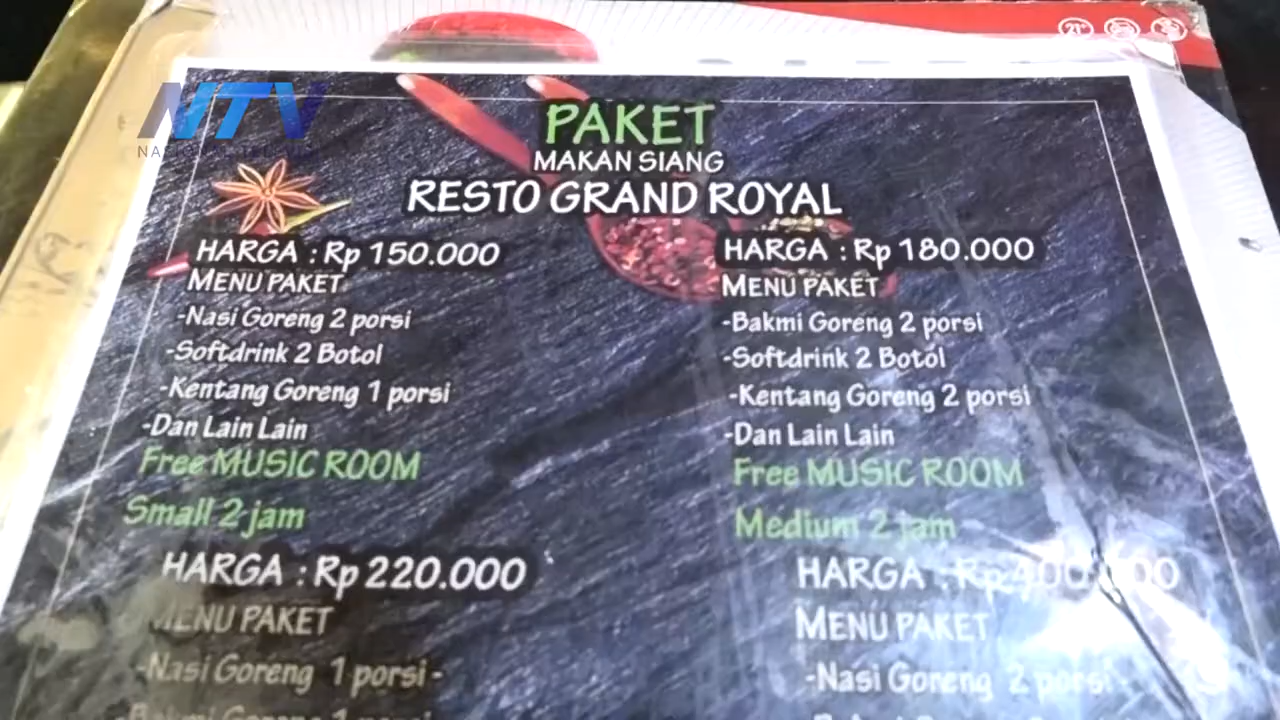 NTV
PAKET
MAKAN SIANG
RESTO GRAND ROYAL
HARGA : Rp 150.000
MENU PAKET
-Nasi Goreng 2 porsi
-Softdrink 2 Botol
-Kentang Goreng 1 porsi
-Dan Lain Lain
Free MUSIC ROOM
Small 2 jam
HARGA : Rp 180.000
MENU PAKET
-Bakmi Goreng 2 porsi
-Softdrink 2 Botol
-Kentang Goreng 2 porsi
-Dan Lain Lain
Free MUSIC ROOM
Medium 2 jam
HARGA : Rp 220.000
MENU PAKET
-Nasi Goreng 1 porsi -
HARGA : Rp 400.000
MENU PAKET
-Nasi Goreng 2 porsi -